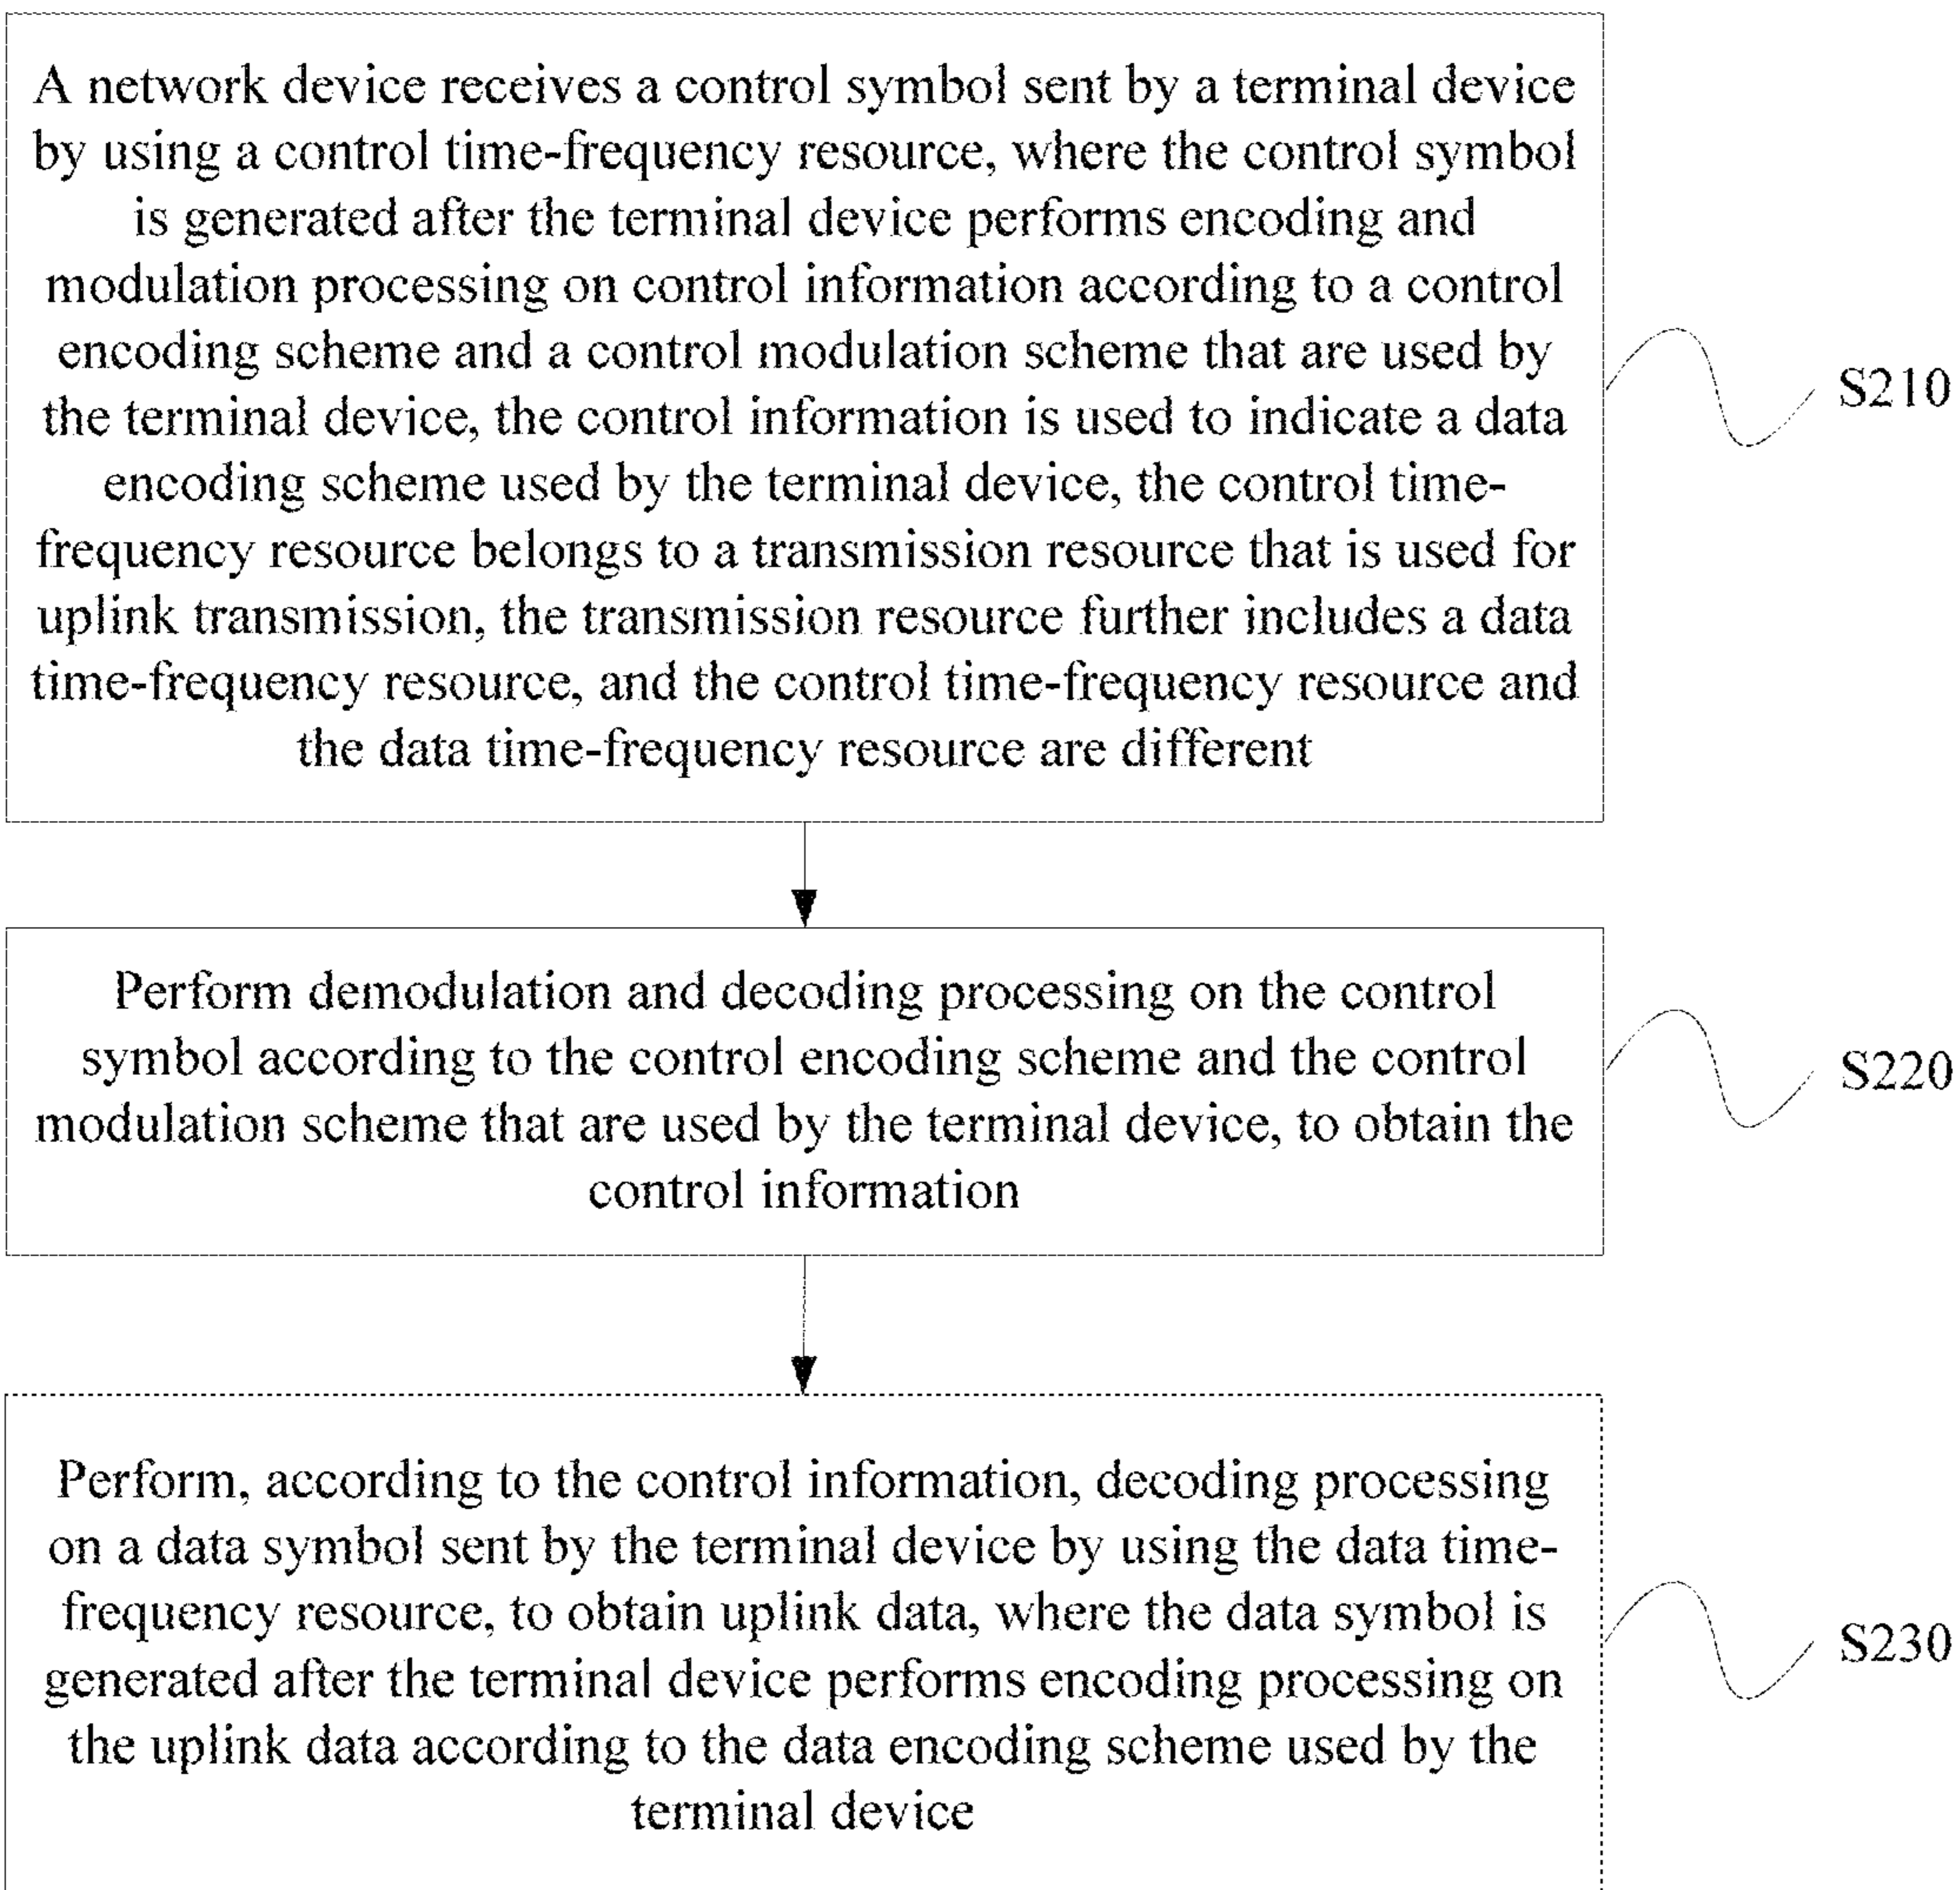 A network device receives a control symbol sent by a terminal device
by using a control time-frequency resource, where the control symbol
is generated after the terminal device performs encoding and
modulation processing on control information according to a control
encoding scheme and a control modulation scheme that are used by
the terminal device, the control information is used to indicate a data
encoding scheme used by the terminal device, the control time-
frequency resource belongs to a transmission resource that is used for
uplink transmission, the transmission resource further includes a data
time-frequency resource, and the control time-frequency resource and
the data time-frequency resource are different
S210
Perform demodulation and decoding processing on the control
symbol according to the control encoding scheme and the control
modulation scheme that are used by the terminal device, to obtain the
control information
S220
Perform, according to the control information, decoding processing
on a data symbol sent by the terminal device by using the data time-
frequency resource, to obtain uplink data, where the data symbol is
generated after the terminal device performs encoding processing on
the uplink data according to the data encoding scheme used by the
terminal device
S230